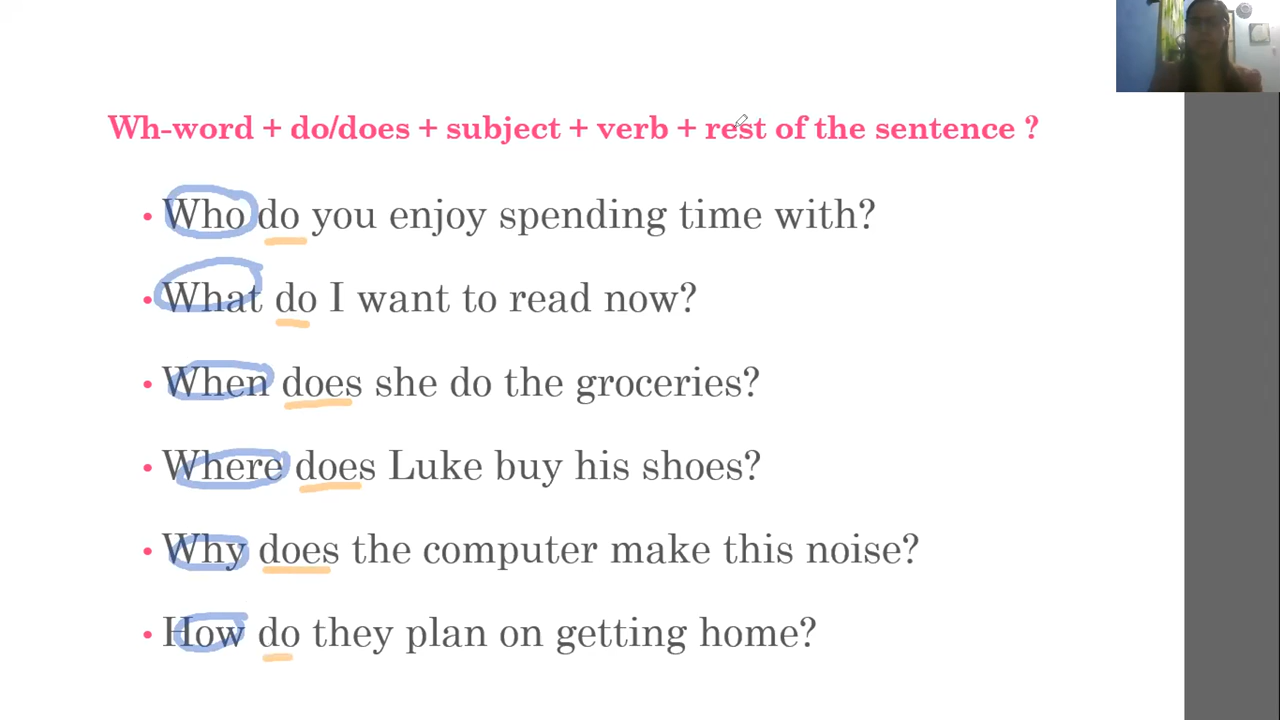 Wh-word + do/does + subject + verb + rest of the sentence ?
• Who do you enjoy spending time with?
• What do I want to read now?
• When does she do the groceries?
• Where does Luke buy his shoes?
• Why does the computer make this noise?
• How do they plan on getting home?